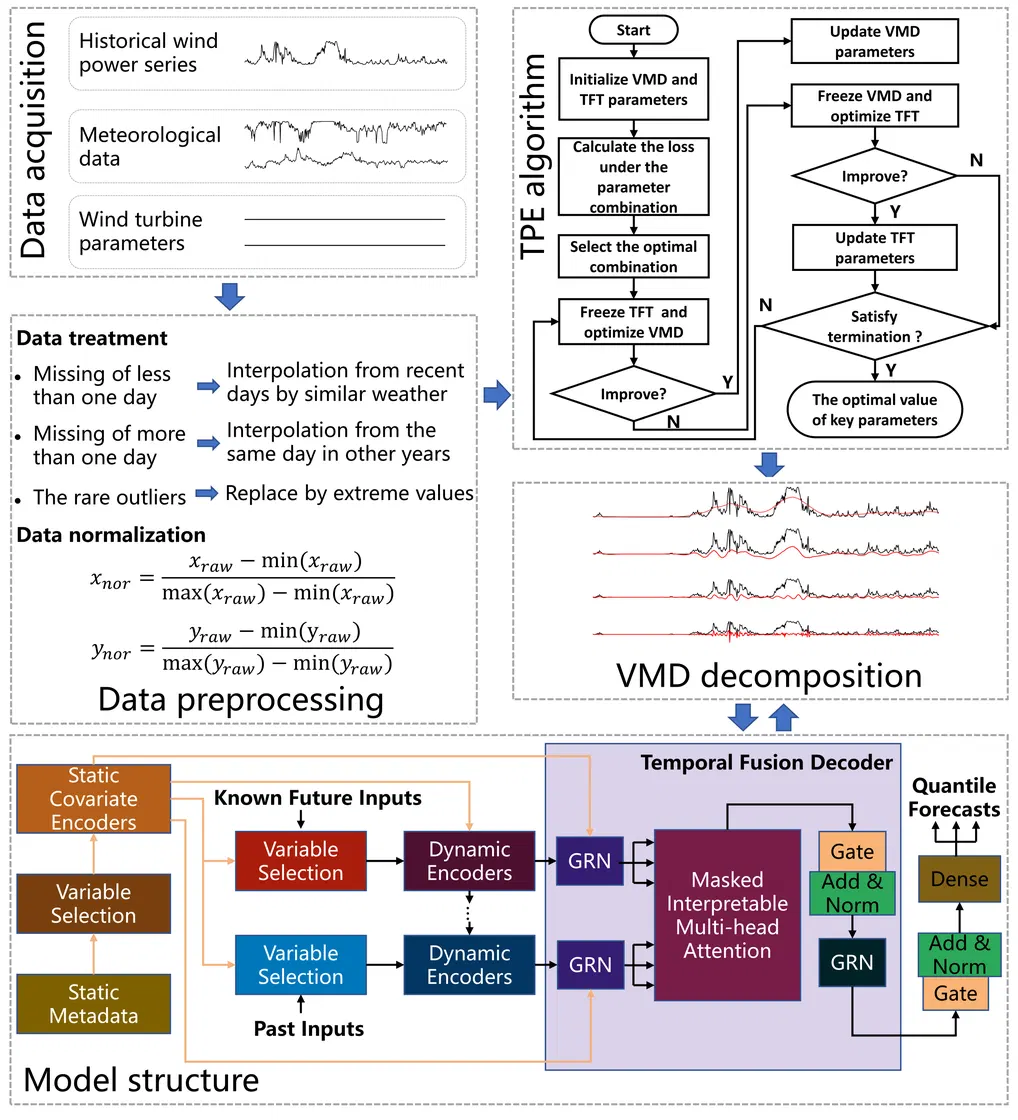 Data acquisition
Historical wind
power series
Meteorological
data
Wind turbine
parameters
Data treatment
• Missing of less
than one day
Interpolation from recent
days by similar weather
• Missing of more
than one day
Interpolation from the
same day in other years
• The rare outliers
Replace by extreme values
Data normalization
x_nor = (x_raw − min(x_raw)) / (max(x_raw) − min(x_raw))
y_nor = (y_raw − min(y_raw)) / (max(y_raw) − min(y_raw))
Data preprocessing
TPE algorithm
Start
Initialize VMD and
TFT parameters
Calculate the loss
under the
parameter
combination
Select the optimal
combination
Freeze TFT and
optimize VMD
Improve?
Y
N
Update VMD
parameters
Freeze VMD and
optimize TFT
Improve?
N
Y
Update TFT
parameters
N
Satisfy
termination ?
Y
The optimal value
of key parameters
VMD decomposition
Static
Covariate
Encoders
Variable
Selection
Static
Metadata
Known Future Inputs
Variable
Selection
Dynamic
Encoders
Variable
Selection
Dynamic
Encoders
Past Inputs
Temporal Fusion Decoder
GRN
GRN
Masked
Interpretable
Multi-head
Attention
Gate
Add &
Norm
GRN
Quantile
Forecasts
Dense
Add &
Norm
Gate
Model structure